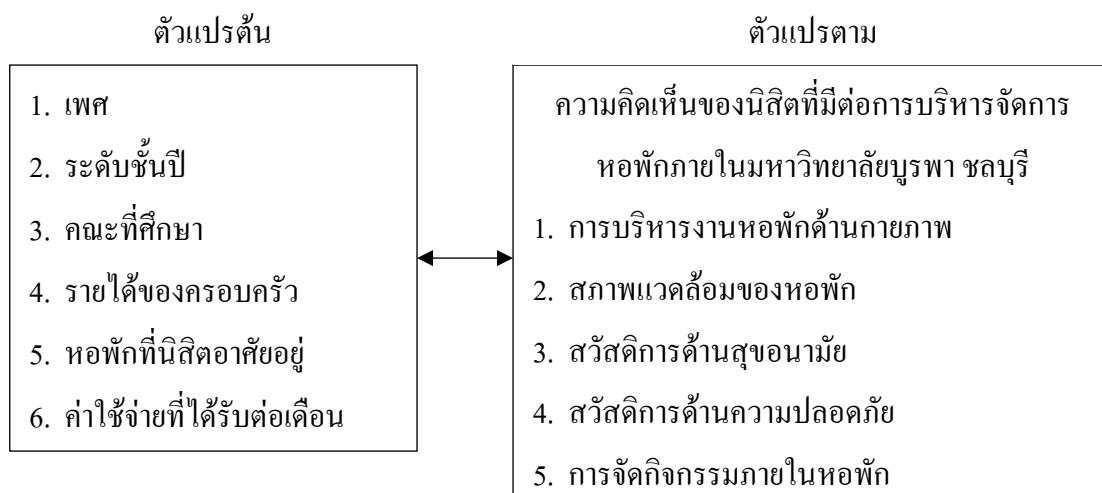 ตัวแปรต้น
1. เพศ
2. ระดับชั้นปี
3. คณะที่ศึกษา
4. รายได้ของครอบครัว
5. หอพักที่นิสิตอาศัยอยู่
6. ค่าใช้จ่ายที่ได้รับต่อเดือน
ตัวแปรตาม
ความคิดเห็นของนิสิตที่มีต่อการบริหารจัดการ
หอพักภายในมหาวิทยาลัยบูรพา ชลบุรี
1. การบริหารงานหอพักด้านกายภาพ
2. สภาพแวดล้อมของหอพัก
3. สวัสดิการด้านสุขอนามัย
4. สวัสดิการด้านความปลอดภัย
5. การจัดกิจกรรมภายในหอพัก